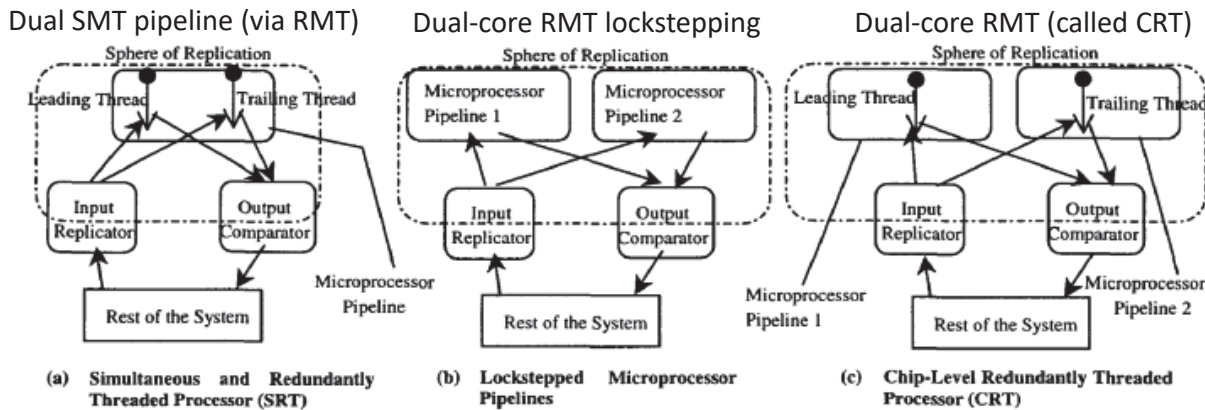 Dual SMT pipeline (via RMT)
Sphere of Replication
Leading Thread
Trailing Thread
Input
Replicator
Output
Comparator
Microprocessor
Pipeline
Rest of the System
(a) Simultaneous and Redundantly
Threaded Processor (SRT)
Dual-core RMT lockstepping
Sphere of Replication
Microprocessor
Pipeline 1
Microprocessor
Pipeline 2
Input
Replicator
Output
Comparator
Rest of the System
(b) Lockstepped Microprocessor
Pipelines
Dual-core RMT (called CRT)
Sphere of Replication
Leading Thread
Trailing Thread
Input
Replicator
Output
Comparator
Microprocessor
Pipeline 1
Microprocessor
Pipeline 2
Rest of the System
(c) Chip-Level Redundantly Threaded
Processor (CRT)